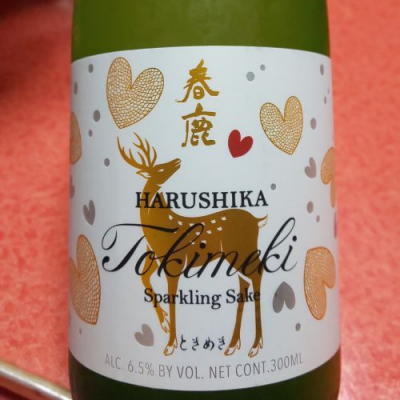 春鹿
HARUSHIKA
Tokimeki
Sparkling Sake
ときめき
ALC. 6.5% BY VOL. NET CONT.300ML